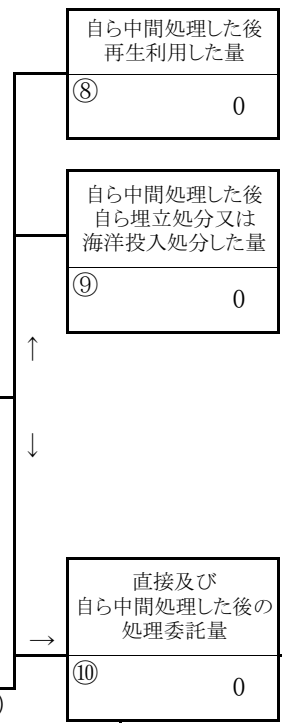 自ら中間処理した後
再生利用した量
⑧
0
自ら中間処理した後
自ら埋立処分又は
海洋投入処分した量
⑨
0
↑
↓
直接及び
自ら中間処理した後の
処理委託量
→
⑩
0
)